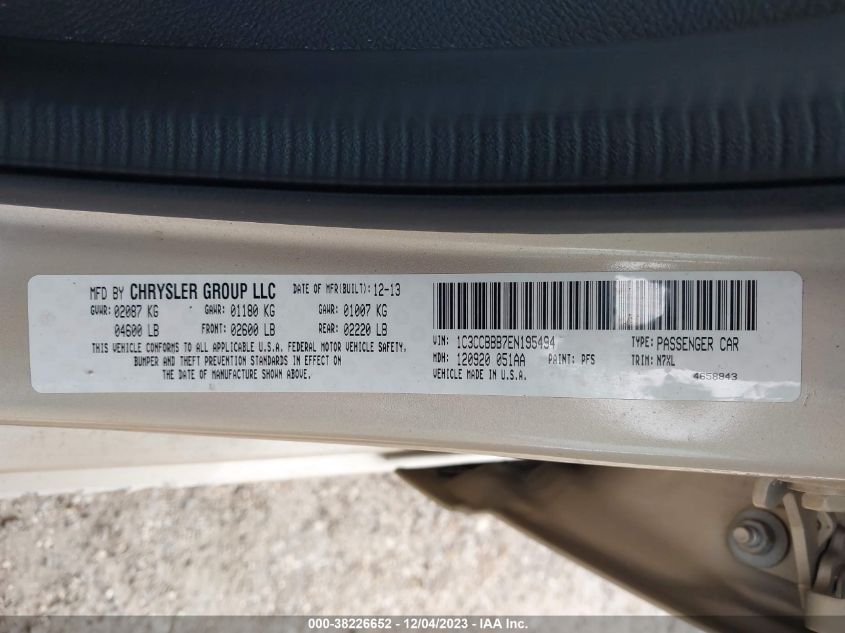 MFD BY CHRYSLER GROUP LLC DATE OF MFR(BUILT): 12-13
GVWR: 02087 KG GAWR: 01180 KG GAWR: 01007 KG
04600 LB FRONT: 02600 LB REAR: 02220 LB
THIS VEHICLE CONFORMS TO ALL APPLICABLE U.S.A. FEDERAL MOTOR VEHICLE SAFETY,
BUMPER AND THEFT PREVENTION STANDARDS IN EFFECT ON
THE DATE OF MANUFACTURE SHOWN ABOVE.
VIN: 1C3CCBBB7EN195494 TYPE: PASSENGER CAR
MDH: 120920 051AA PAINT: PFS TRIM: N7XL
VEHICLE MADE IN U.S.A. 4658943
000-38226652 - 12/04/2023 - IAA Inc.